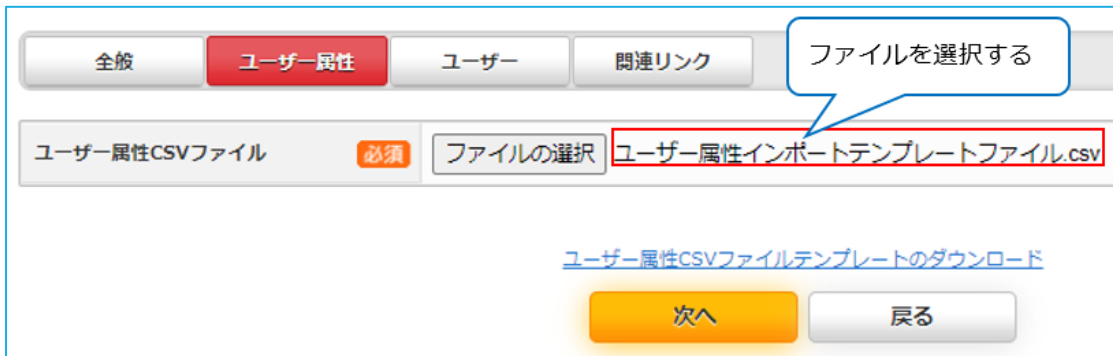 全般
ユーザー属性
ユーザー
関連リンク
ファイルを選択する
ユーザー属性CSVファイル
必須
ファイルの選択
ユーザー属性インポートテンプレートファイル.csv
ユーザー属性CSVファイルテンプレートのダウンロード
次へ
戻る